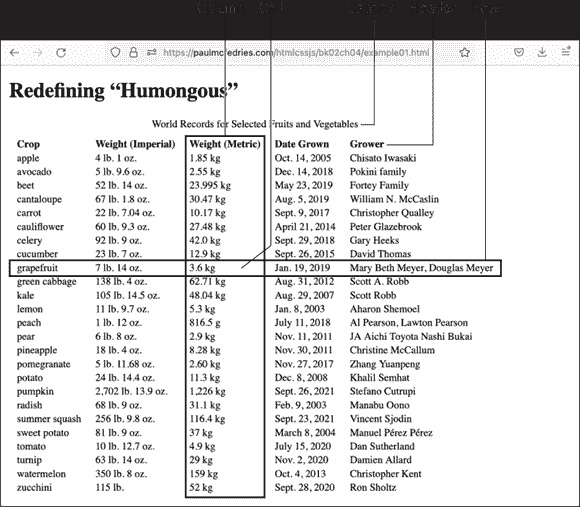 https://paulmcfedries.com/htmlcssjs/bk02ch04/example01.html
Redefining “Humongous”
World Records for Selected Fruits and Vegetables
Crop Weight (Imperial) Weight (Metric) Date Grown Grower
apple 4 lb. 1 oz. 1.85 kg Oct. 14, 2005 Chisato Iwasaki
avocado 5 lb. 9.6 oz. 2.55 kg Dec. 14, 2018 Pokini family
beet 52 lb. 14 oz. 23.995 kg May 23, 2019 Fortey Family
cantaloupe 67 lb. 1.8 oz. 30.47 kg Aug. 5, 2019 William N. McCaslin
carrot 22 lb. 7.04 oz. 10.17 kg Sept. 9, 2017 Christopher Qualley
cauliflower 60 lb. 9.3 oz. 27.48 kg April 21, 2014 Peter Glazebrook
celery 92 lb. 9 oz. 42.0 kg Sept. 29, 2018 Gary Heeks
cucumber 23 lb. 7 oz. 12.9 kg Sept. 26, 2015 David Thomas
grapefruit 7 lb. 14 oz. 3.6 kg Jan. 19, 2019 Mary Beth Meyer, Douglas Meyer
green cabbage 138 lb. 4 oz. 62.71 kg Aug. 31, 2012 Scott A. Robb
kale 105 lb. 14.5 oz. 48.04 kg Aug. 29, 2007 Scott Robb
lemon 11 lb. 9.7 oz. 5.3 kg Jan. 8, 2003 Aharon Shemoel
peach 1 lb. 12 oz. 816.5 g July 11, 2018 Al Pearson, Lawton Pearson
pear 6 lb. 8 oz. 2.9 kg Nov. 11, 2011 JA Aichi Toyota Nashi Bukai
pineapple 18 lb. 4 oz. 8.28 kg Nov. 30, 2011 Christine McCallum
pomegranate 5 lb. 11.68 oz. 2.60 kg Nov. 27, 2017 Zhang Yuanpeng
potato 24 lb. 14.4 oz. 11.3 kg Dec. 8, 2008 Khalil Semhat
pumpkin 2,702 lb. 13.9 oz. 1,226 kg Sept. 26, 2021 Stefano Cutrupi
radish 68 lb. 9 oz. 31.1 kg Feb. 9, 2003 Manabu Oono
summer squash 256 lb. 9.8 oz. 116.4 kg Sept. 23, 2021 Vincent Sjodin
sweet potato 81 lb. 9 oz. 37 kg March 8, 2004 Manuel Pérez Pérez
tomato 10 lb. 12.7 oz. 4.9 kg July 15, 2020 Dan Sutherland
turnip 63 lb. 14 oz. 29 kg Nov. 2, 2020 Damien Allard
watermelon 350 lb. 8 oz. 159 kg Oct. 4, 2013 Christopher Kent
zucchini 115 lb. 52 kg Sept. 28, 2020 Ron Sholtz